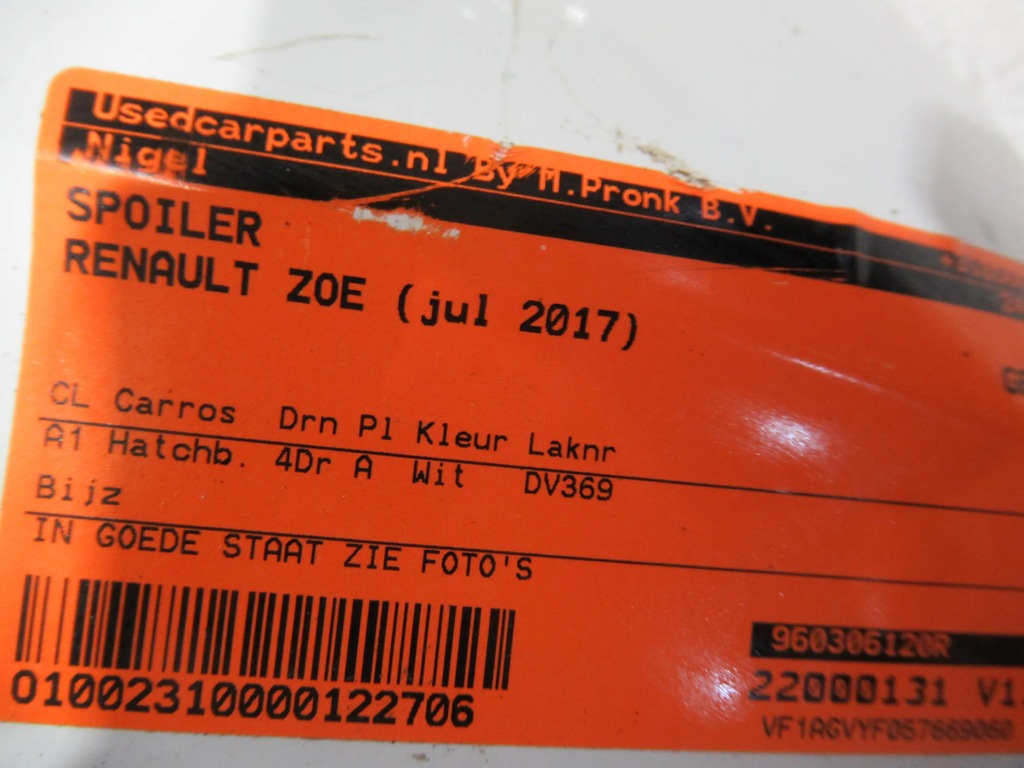 Usedcarparts.nl By M.Pronk B.V.
Nigel
SPOILER
RENAULT ZOE (jul 2017)
CL Carros Drn Pl Kleur Laknr
A1 Hatchb. 4Dr A Wit DV369
Bijz
IN GOEDE STAAT ZIE FOTO'S
01002310000122706
960306120R
22000131 V1
VF1AGVYF057669060